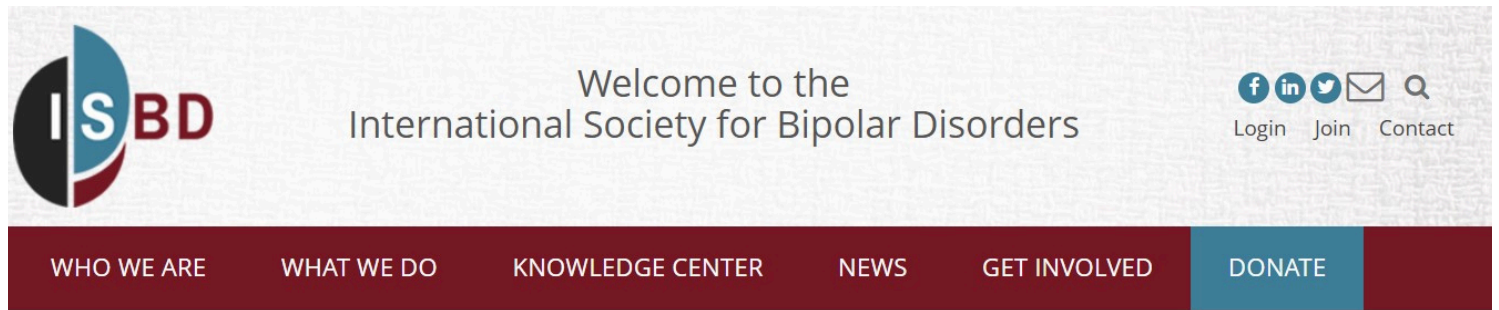 ISBD
Welcome to the
International Society for Bipolar Disorders
Login Join Contact
WHO WE ARE WHAT WE DO KNOWLEDGE CENTER NEWS GET INVOLVED DONATE